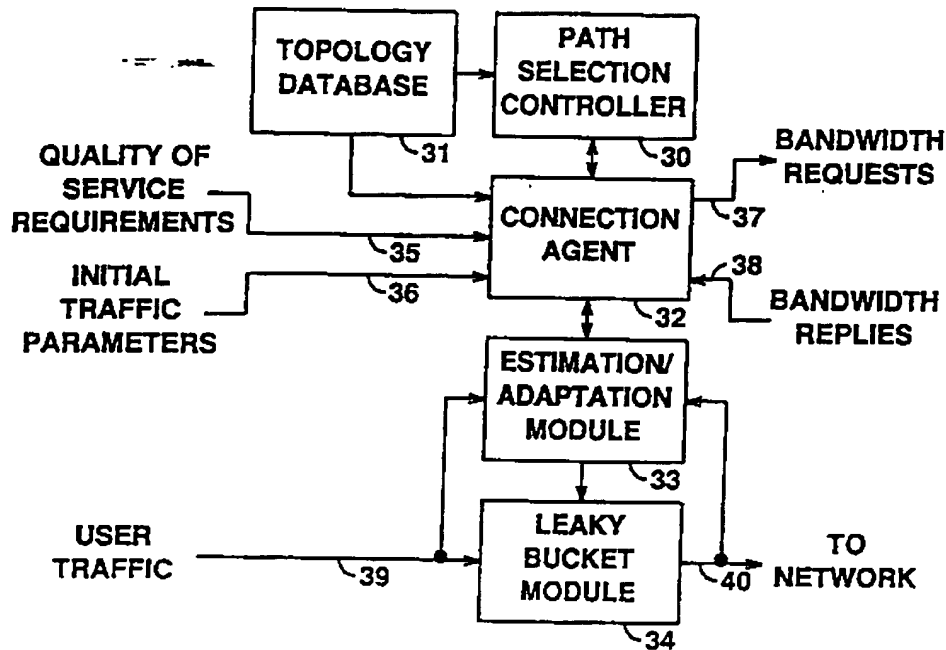 TOPOLOGY
DATABASE
31
PATH
SELECTION
CONTROLLER
30
QUALITY OF
SERVICE
REQUIREMENTS
35
INITIAL
TRAFFIC
PARAMETERS
36
CONNECTION
AGENT
32
BANDWIDTH
REQUESTS
37
38
BANDWIDTH
REPLIES
ESTIMATION/
ADAPTATION
MODULE
33
USER
TRAFFIC
39
LEAKY
BUCKET
MODULE
34
40
TO
NETWORK